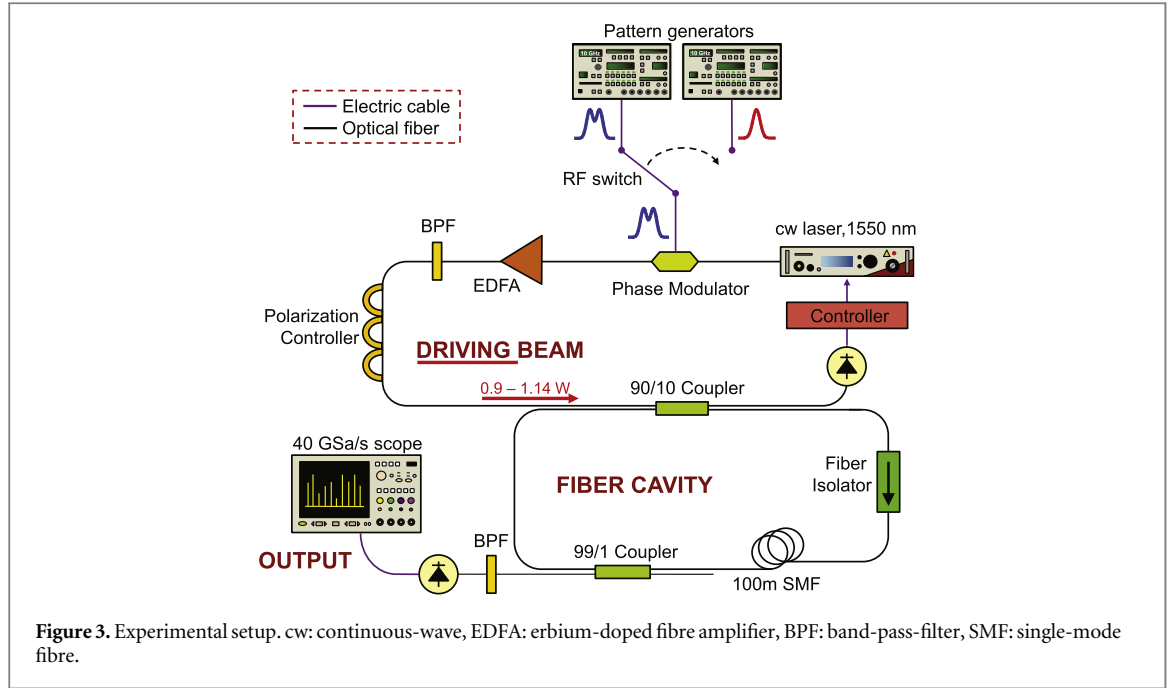 Pattern generators
10 GHz
10 GHz
Electric cable
Optical fiber
RF switch
BPF
cw laser,1550 nm
EDFA
Phase Modulator
Polarization
Controller
Controller
DRIVING BEAM
0.9 – 1.14 W
90/10 Coupler
40 GSa/s scope
Fiber
Isolator
FIBER CAVITY
BPF
99/1 Coupler
OUTPUT
100m SMF
Figure 3. Experimental setup. cw: continuous-wave, EDFA: erbium-doped fibre amplifier, BPF: band-pass-filter, SMF: single-mode
fibre.